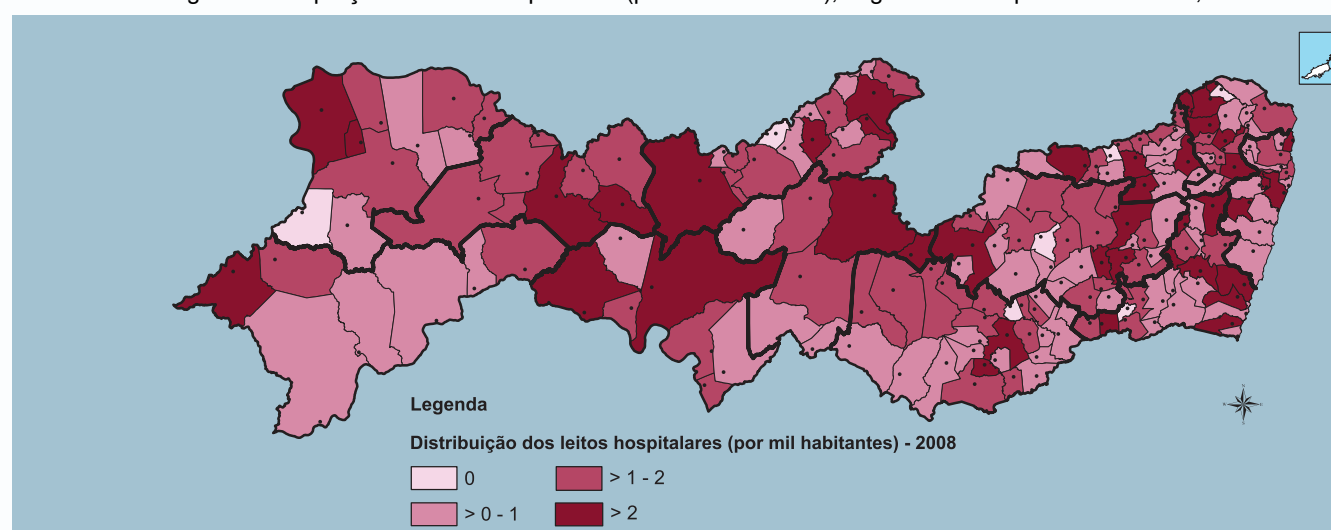 Legenda
Distribuição dos leitos hospitalares (por mil habitantes) - 2008
0
> 1 - 2
> 0 - 1
> 2